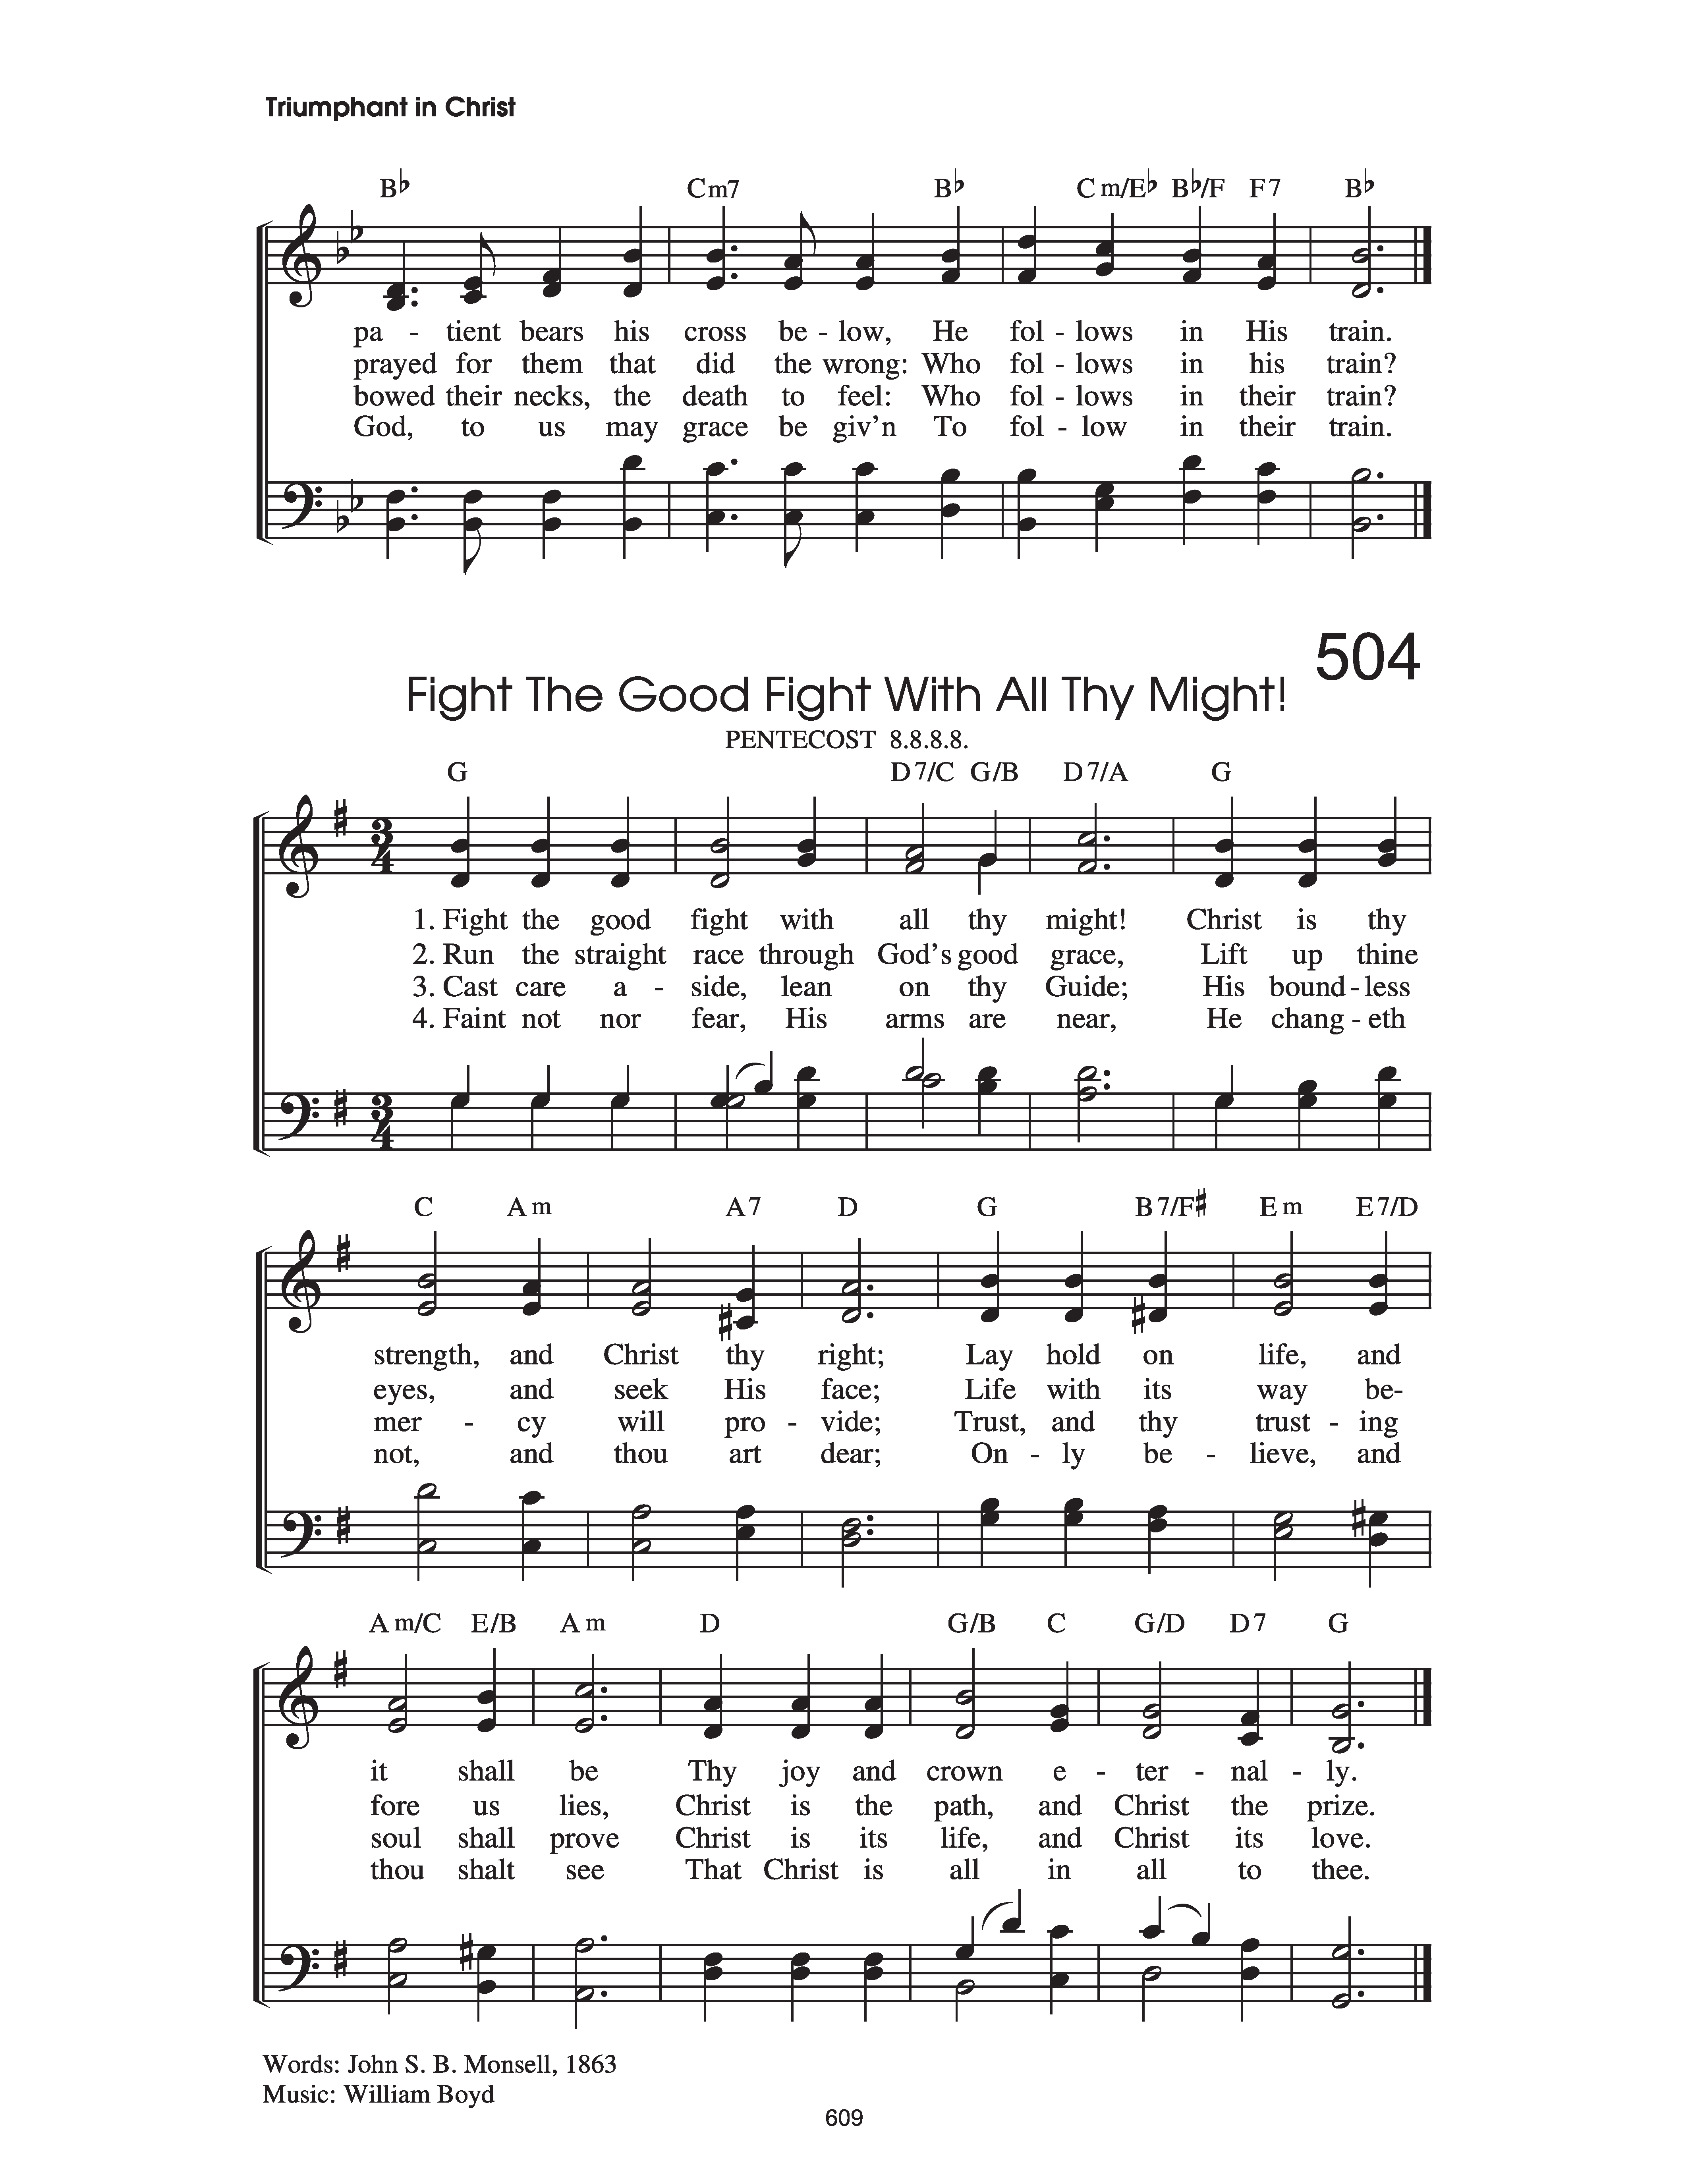 Triumphant in Christ
B♭ Cm7 B♭ Cm/E♭ B♭/F F7 B♭
pa - tient bears his cross be - low, He fol - lows in His train.
prayed for them that did the wrong: Who fol - lows in his train?
bowed their necks, the death to feel: Who fol - lows in their train?
God, to us may grace be giv'n To fol - low in their train.
504
Fight The Good Fight With All Thy Might!
PENTECOST 8.8.8.8.
G D7/C G/B D7/A G
3 4
1. Fight the good fight with all thy might! Christ is thy
2. Run the straight race through God's good grace, Lift up thine
3. Cast care a - side, lean on thy Guide; His bound - less
4. Faint not nor fear, His arms are near, He chang - eth
3 4
C Am A7 D G B7/F♯ Em E7/D
strength, and Christ thy right; Lay hold on life, and
eyes, and seek His face; Life with its way be-
mer - cy will pro - vide; Trust, and thy trust - ing
not, and thou art dear; On - ly be - lieve, and
Am/C E/B Am D G/B C G/D D7 G
it shall be Thy joy and crown e - ter - nal - ly.
fore us lies, Christ is the path, and Christ the prize.
soul shall prove Christ is its life, and Christ its love.
thou shalt see That Christ is all in all to thee.
Words: John S. B. Monsell, 1863
Music: William Boyd
609